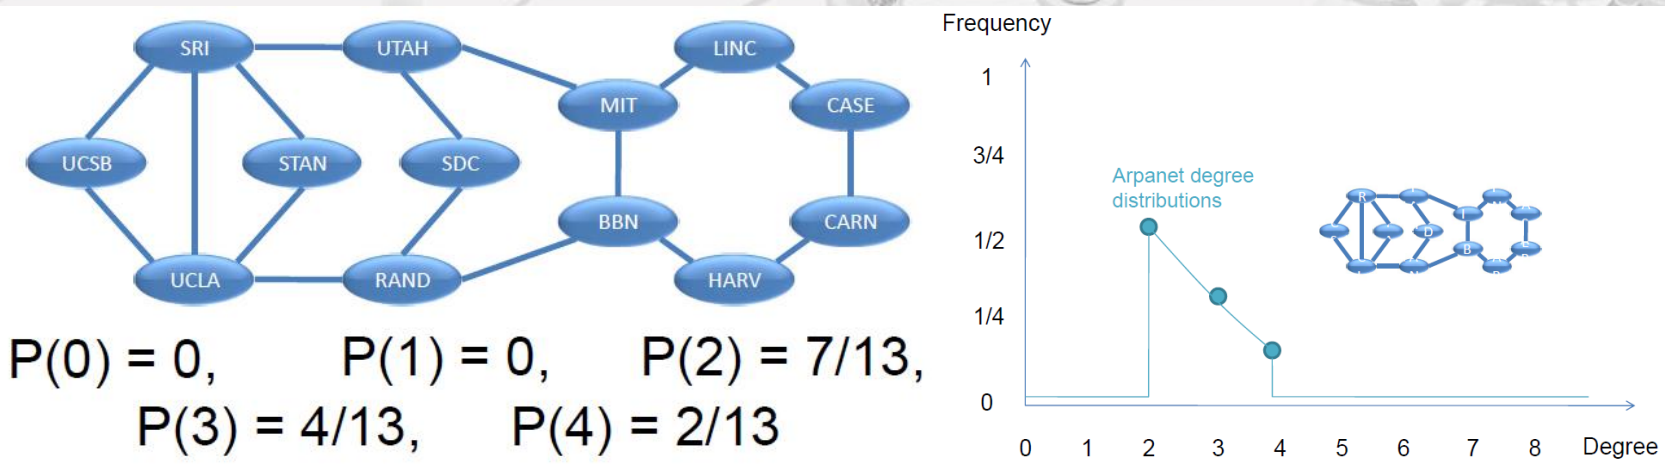 SRI
UTAH
LINC
MIT
CASE
UCSB
STAN
SDC
BBN
CARN
UCLA
RAND
HARV
P(0) = 0,
P(1) = 0,
P(2) = 7/13,
P(3) = 4/13,
P(4) = 2/13
Frequency
1
3/4
1/2
1/4
0
Arpanet degree
distributions
R
D
B
0 1 2 3 4 5 6 7 8 Degree